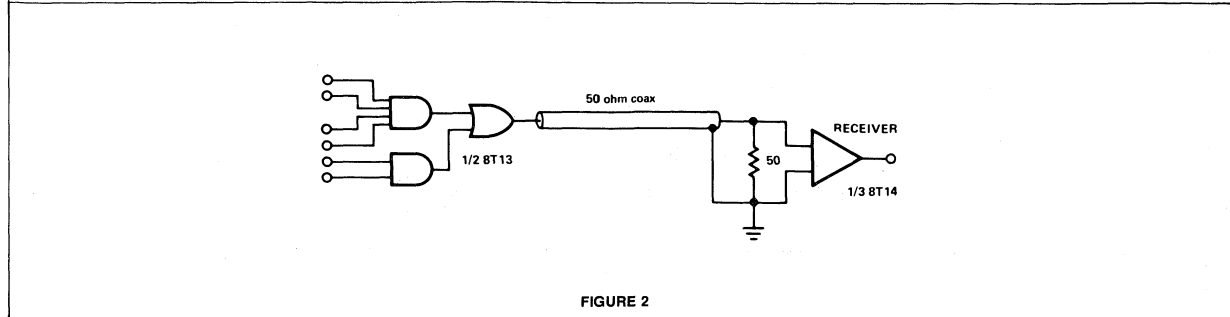 50 ohm coax
RECEIVER
50
1/2 8T13
1/3 8T14
FIGURE 2